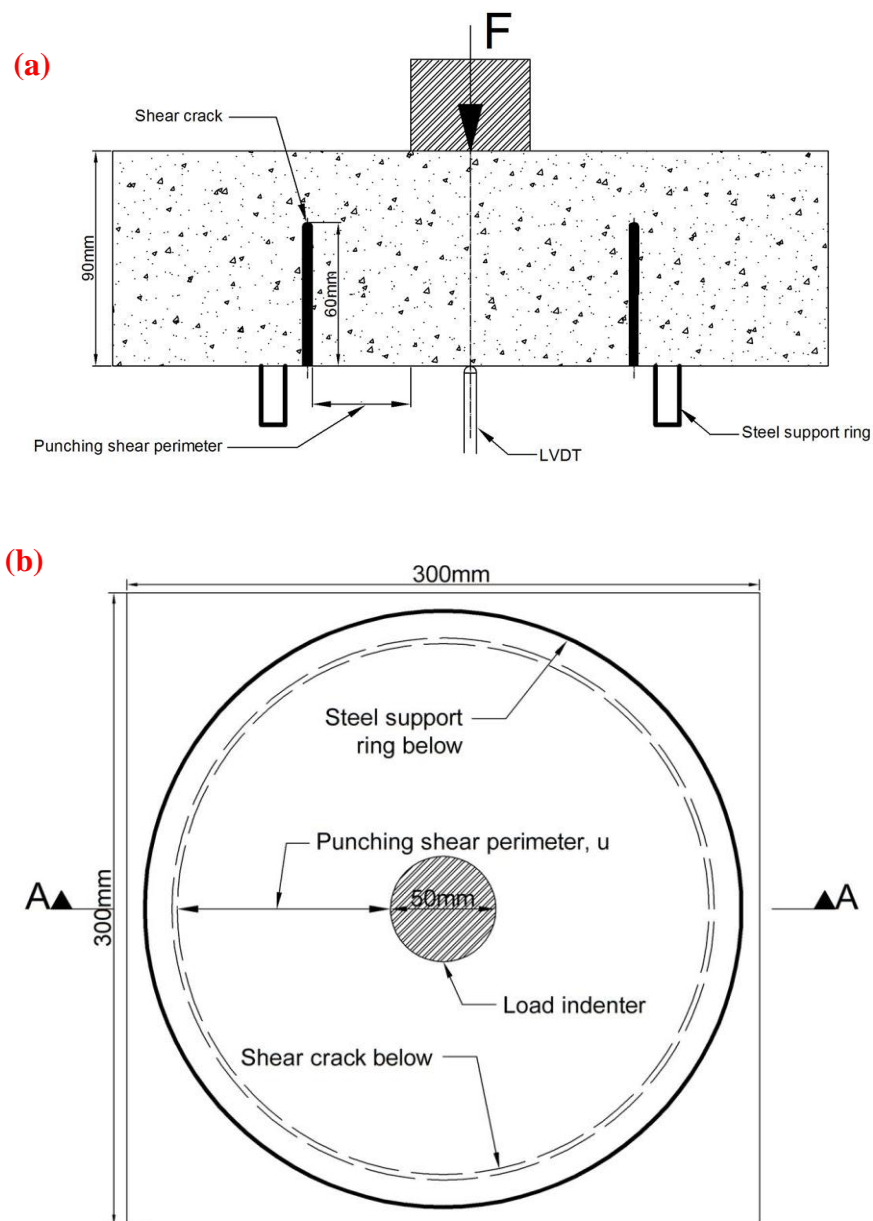 (a)
F
Shear crack
90mm
60mm
Punching shear perimeter
LVDT
Steel support ring
(b)
300mm
Steel support
ring below
Punching shear perimeter, u
A
50mm
A
300mm
Load indenter
Shear crack below